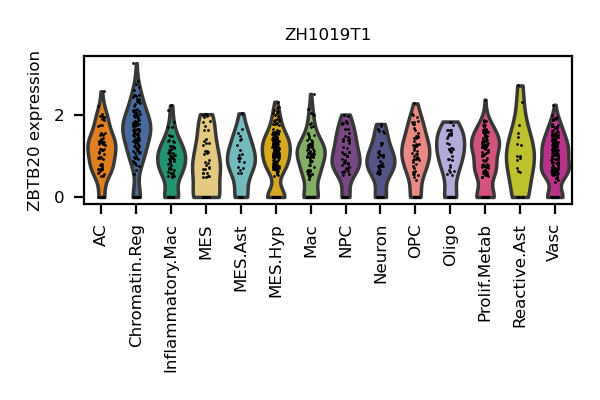 ZH1019T1
ZBTB20 expression
2
0
AC
Chromatin.Reg
Inflammatory.Mac
MES
MES.Ast
MES.Hyp
Mac
NPC
Neuron
OPC
Oligo
Prolif.Metab
Reactive.Ast
Vasc